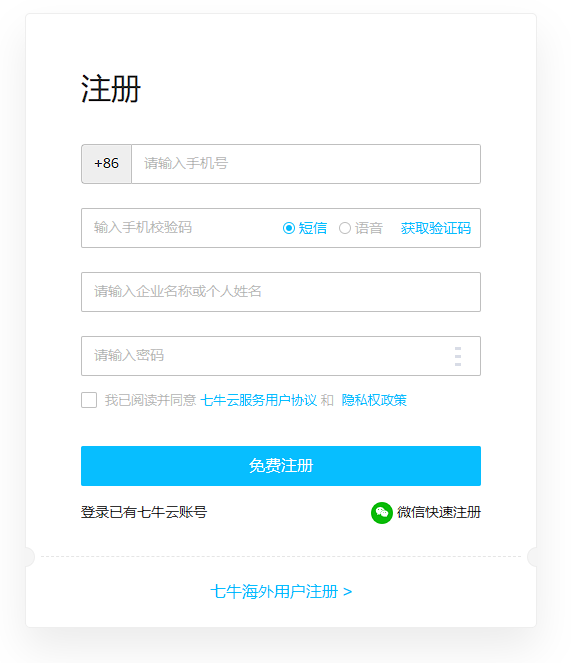 注册
+86 请输入手机号
输入手机校验码 短信 语音 获取验证码
请输入企业名称或个人姓名
请输入密码
我已阅读并同意 七牛云服务用户协议 和 隐私权政策
免费注册
登录已有七牛云账号 微信快速注册
七牛海外用户注册 >